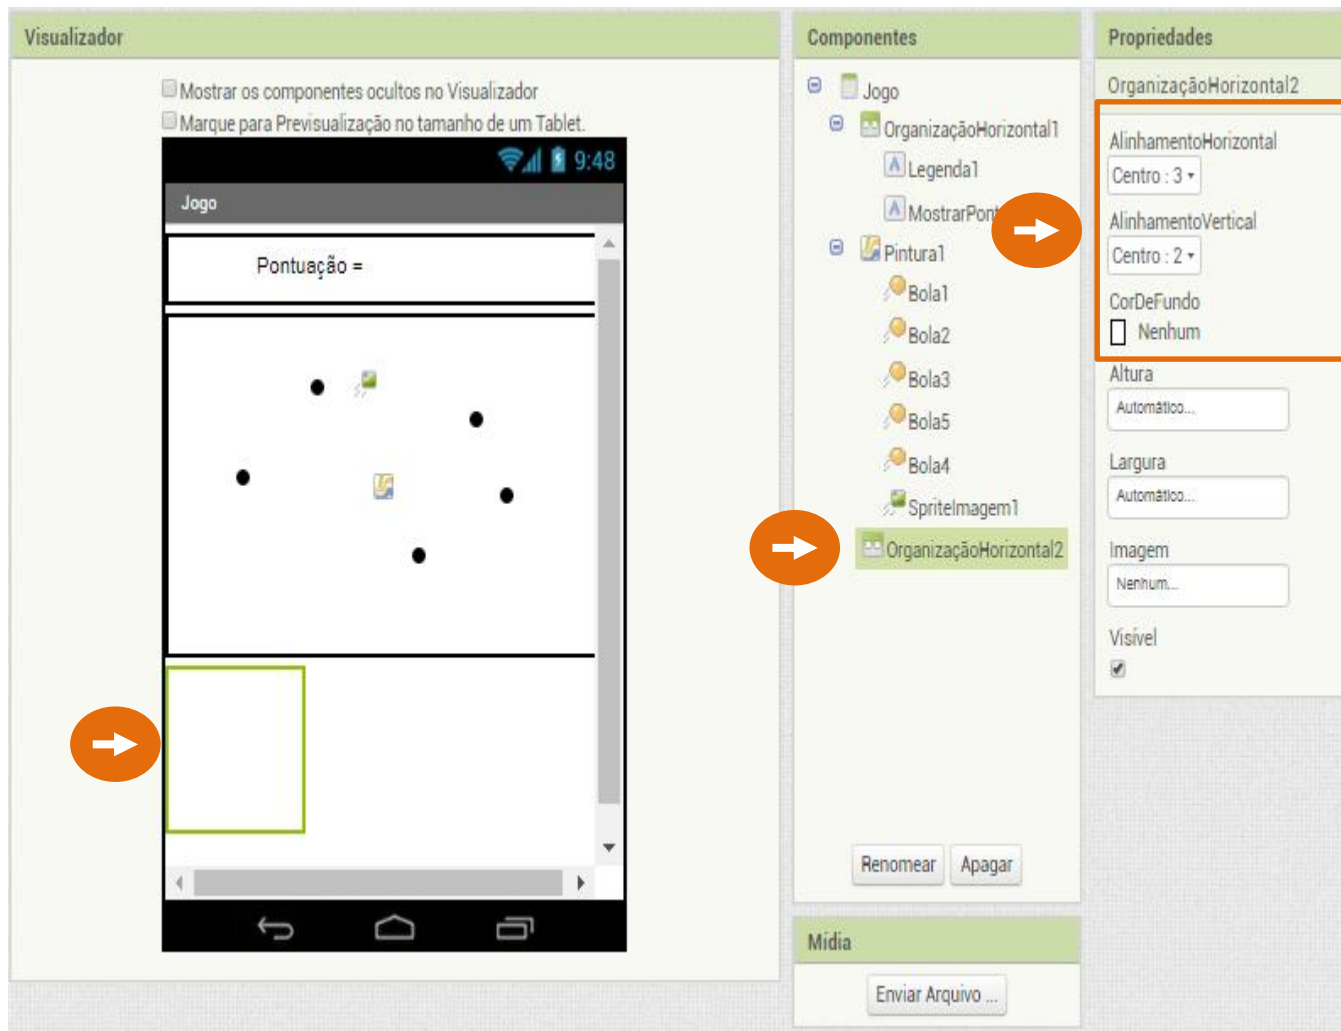 Visualizador
Mostrar os componentes ocultos no Visualizador
Marque para Previsualização no tamanho de um Tablet.
9:48
Jogo
Pontuação =
Componentes
Jogo
OrganizaçãoHorizontal1
Legenda1
MostrarPont
Pintura1
Bola1
Bola2
Bola3
Bola5
Bola4
SpriteImagem1
OrganizaçãoHorizontal2
Renomear Apagar
Mídia
Enviar Arquivo ...
Propriedades
OrganizaçãoHorizontal2
AlinhamentoHorizontal
Centro : 3
AlinhamentoVertical
Centro : 2
CorDeFundo
Nenhum
Altura
Automático...
Largura
Automático...
Imagem
Nenhum...
Visível